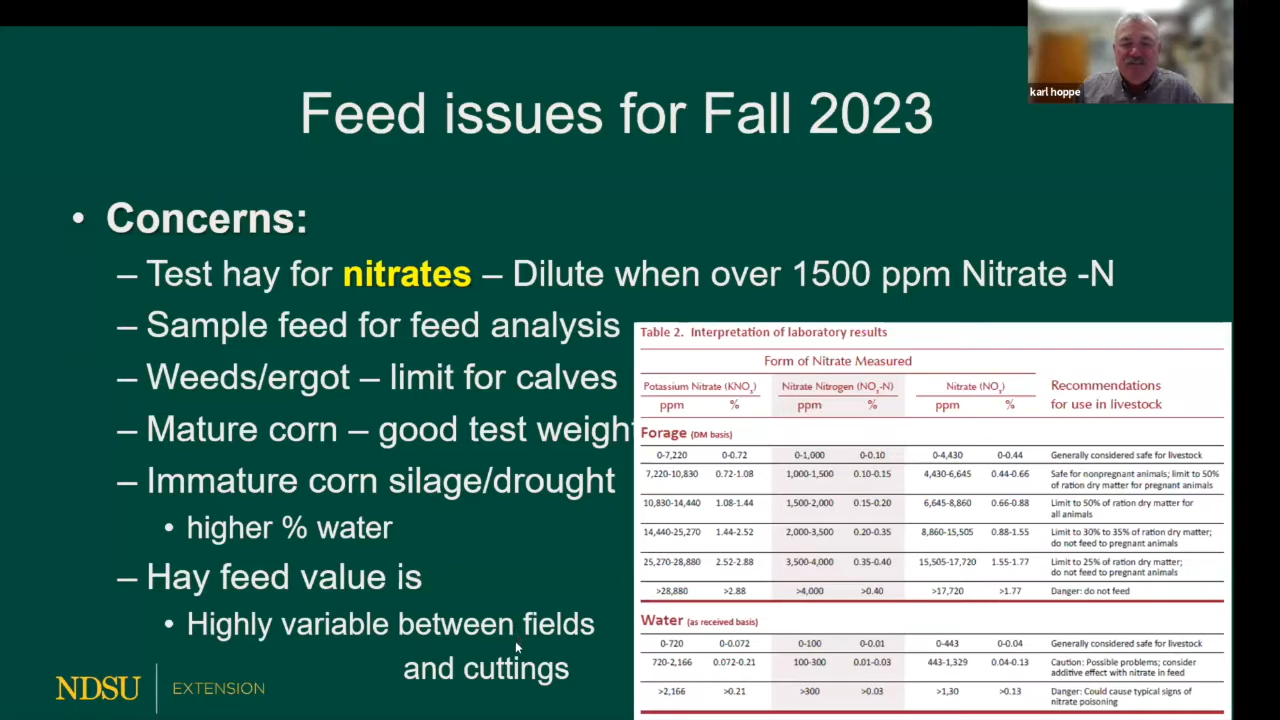 karl hoppe
Feed issues for Fall 2023
• Concerns:
– Test hay for nitrates – Dilute when over 1500 ppm Nitrate -N
– Sample feed for feed analysis
– Weeds/ergot – limit for calves
– Mature corn – good test weight
– Immature corn silage/drought
• higher % water
– Hay feed value is
• Highly variable between fields
and cuttings
NDSU EXTENSION
Table 2. Interpretation of laboratory results
Form of Nitrate Measured
Potassium Nitrate (KNO3) Nitrate Nitrogen (NO3-N) Nitrate (NO3) Recommendations
ppm % ppm % ppm % for use in livestock
Forage (DM basis)
0-7,220 0-0.72 0-1,000 0-0.10 0-4,430 0-0.44 Generally considered safe for livestock
7,220-10,830 0.72-1.08 1,000-1,500 0.10-0.15 4,430-6,645 0.44-0.66 Safe for nonpregnant animals; limit to 50%
of ration dry matter for pregnant animals
10,830-14,440 1.08-1.44 1,500-2,000 0.15-0.20 6,645-8,860 0.66-0.88 Limit to 50% of ration dry matter for
all animals
14,440-25,270 1.44-2.52 2,000-3,500 0.20-0.35 8,860-15,505 0.88-1.55 Limit to 30% to 35% of ration dry matter;
do not feed to pregnant animals
25,270-28,880 2.52-2.88 3,500-4,000 0.35-0.40 15,505-17,720 1.55-1.77 Limit to 25% of ration dry matter;
do not feed to pregnant animals
>28,880 >2.88 >4,000 >0.40 >17,720 >1.77 Danger: do not feed
Water (as received basis)
0-720 0-0.072 0-100 0-0.01 0-443 0-0.04 Generally considered safe for livestock
720-2,166 0.072-0.21 100-300 0.01-0.03 443-1,329 0.04-0.13 Caution: Possible problems; consider
additive effect with nitrate in feed
>2,166 >0.21 >300 >0.03 >1,30 >0.13 Danger: Could cause typical signs of
nitrate poisoning